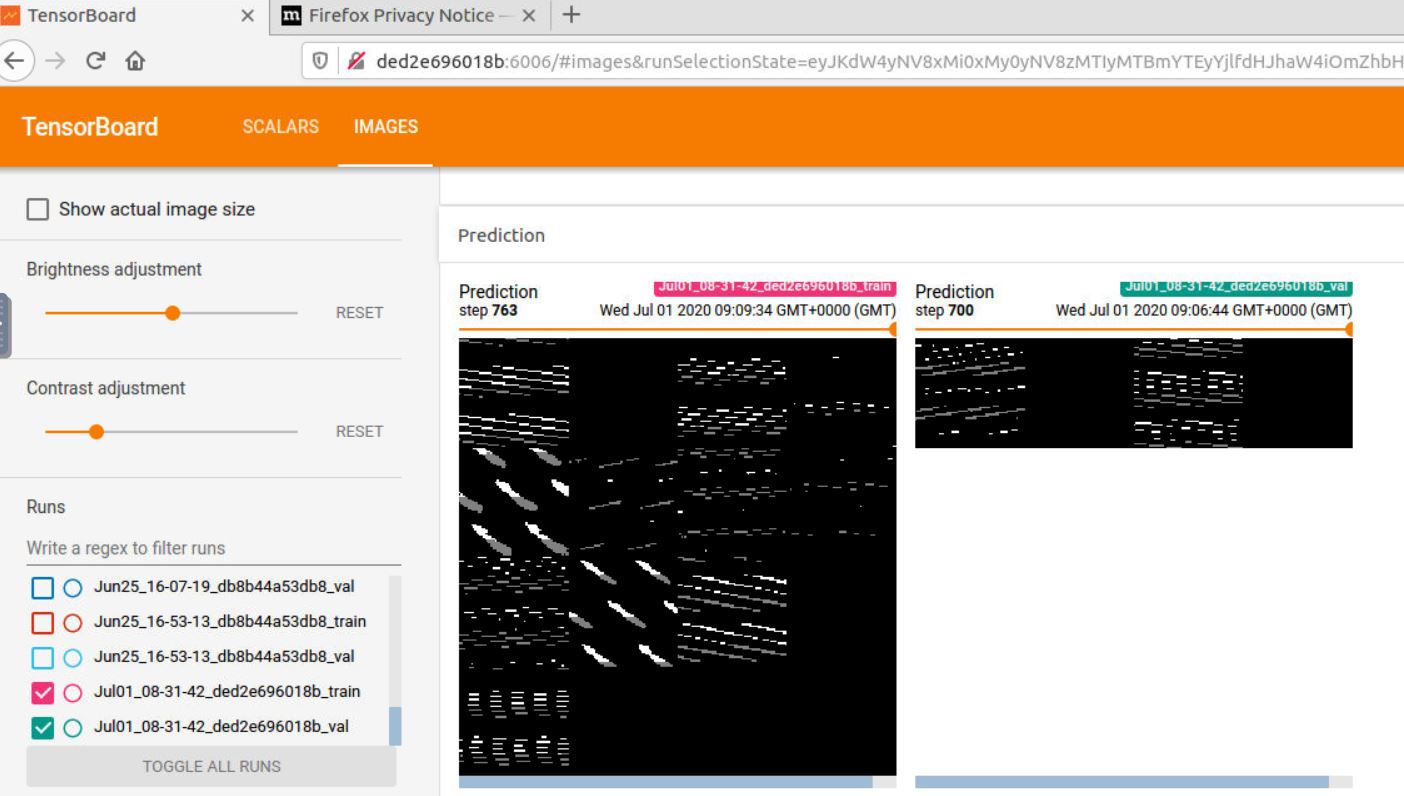 TensorBoard
m Firefox Privacy Notice —
ded2e696018b:6006/#images&runSelectionState=eyJKdW4yNV8xMi0xMy0yNV8zMTIyMTBmYTEyYjlfdHJhaW4iOmZhbH
TensorBoard SCALARS IMAGES
Show actual image size
Brightness adjustment
RESET
Contrast adjustment
RESET
Runs
Write a regex to filter runs
Jun25_16-07-19_db8b44a53db8_val
Jun25_16-53-13_db8b44a53db8_train
Jun25_16-53-13_db8b44a53db8_val
Jul01_08-31-42_ded2e696018b_train
Jul01_08-31-42_ded2e696018b_val
TOGGLE ALL RUNS
Prediction
Prediction Jul01_08-31-42_ded2e696018b_train
step 763 Wed Jul 01 2020 09:09:34 GMT+0000 (GMT)
Prediction Jul01_08-31-42_ded2e696018b_val
step 700 Wed Jul 01 2020 09:06:44 GMT+0000 (GMT)